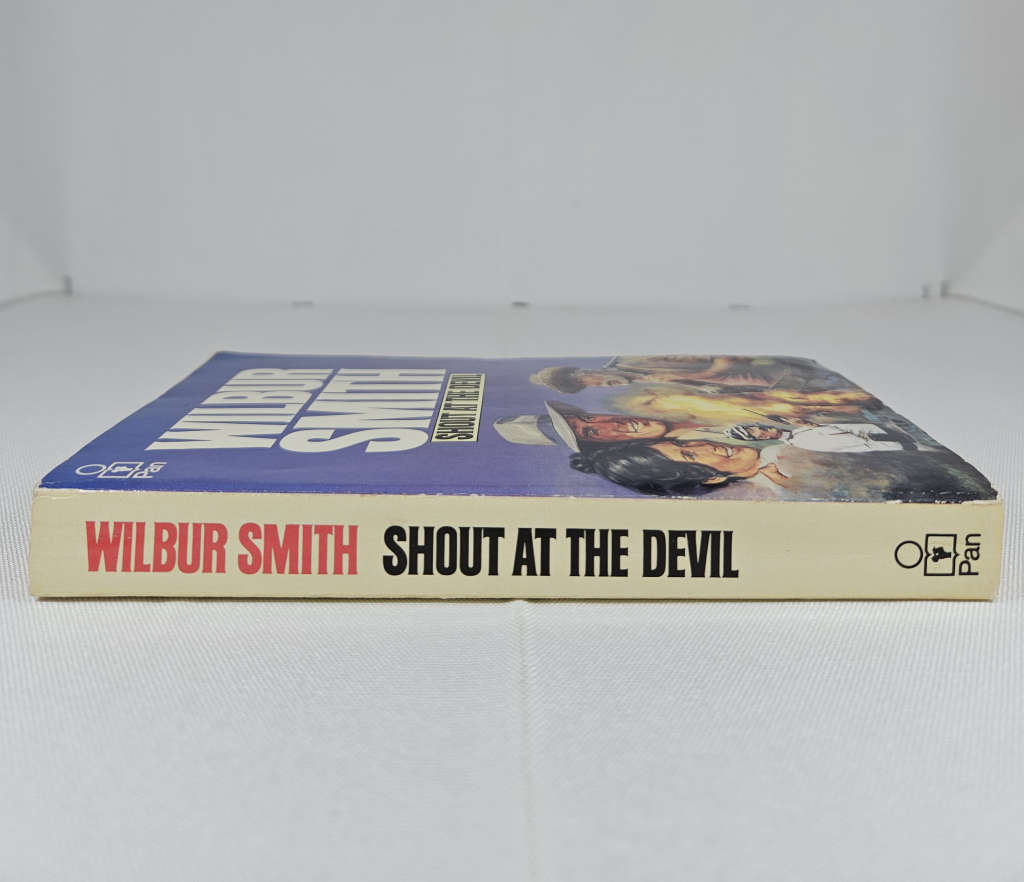 WILBUR
SMITH
SHOUT AT THE DEVIL
Pan
WILBUR SMITH SHOUT AT THE DEVIL
Pan